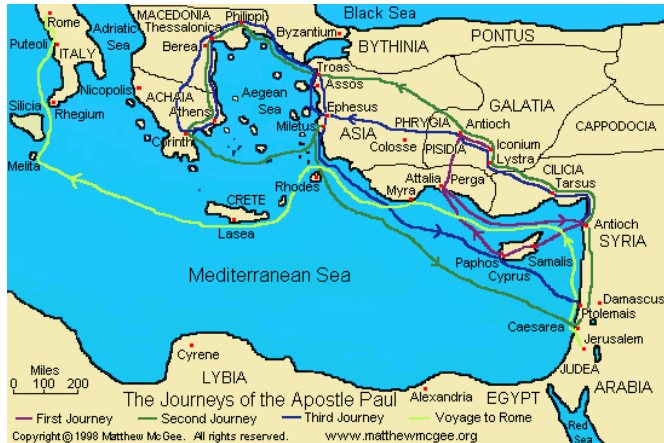 Black Sea
MACEDONIA
Philippi
Rome
Adriatic
Sea
Thessalonica
Byzantium
PONTUS
Puteoli
Berea
BYTHINIA
ITALY
Troas
Nicopolis
Aegean
Sea
Assos
GALATIA
Silicia
ACHAIA
Rhegium
Athens
Ephesus
PHRYGIA
Antioch
Miletus
ASIA
CAPPODOCIA
Corinth
PISIDIA
Iconium
Colosse
Lystra
Melita
CILICIA
Attalia
Perga
Tarsus
Rhodes
Myra
CRETE
Antioch
Lasea
SYRIA
Paphos
Samalis
Cyprus
Mediterranean Sea
Damascus
Ptolemais
Caesarea
Jerusalem
Cyrene
JUDEA
Miles
0 100 200
LYBIA
ARABIA
The Journeys of the Apostle Paul
Alexandria
EGYPT
First Journey
Second Journey
Third Journey
Voyage to Rome
Red
Sea
Copyright © 1998 Matthew McGee. All rights reserved.
www.matthewmcgee.org